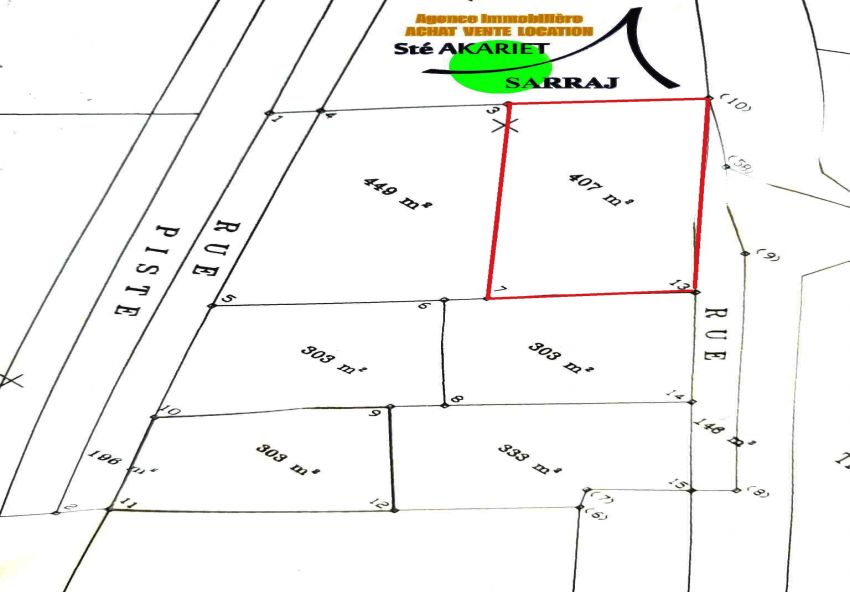 Agence Immobilière
ACHAT VENTE LOCATION
Sté AKARIET
SARRAJ
1
4
3
(10)
(58)
449 m²
407 m²
RUE
PISTE
(9)
5
6
7
13
RUE
303 m²
303 m²
10
9
8
14
196 m²
303 m²
333 m²
148 m²
2
11
12
(7)
(6)
15
(8)